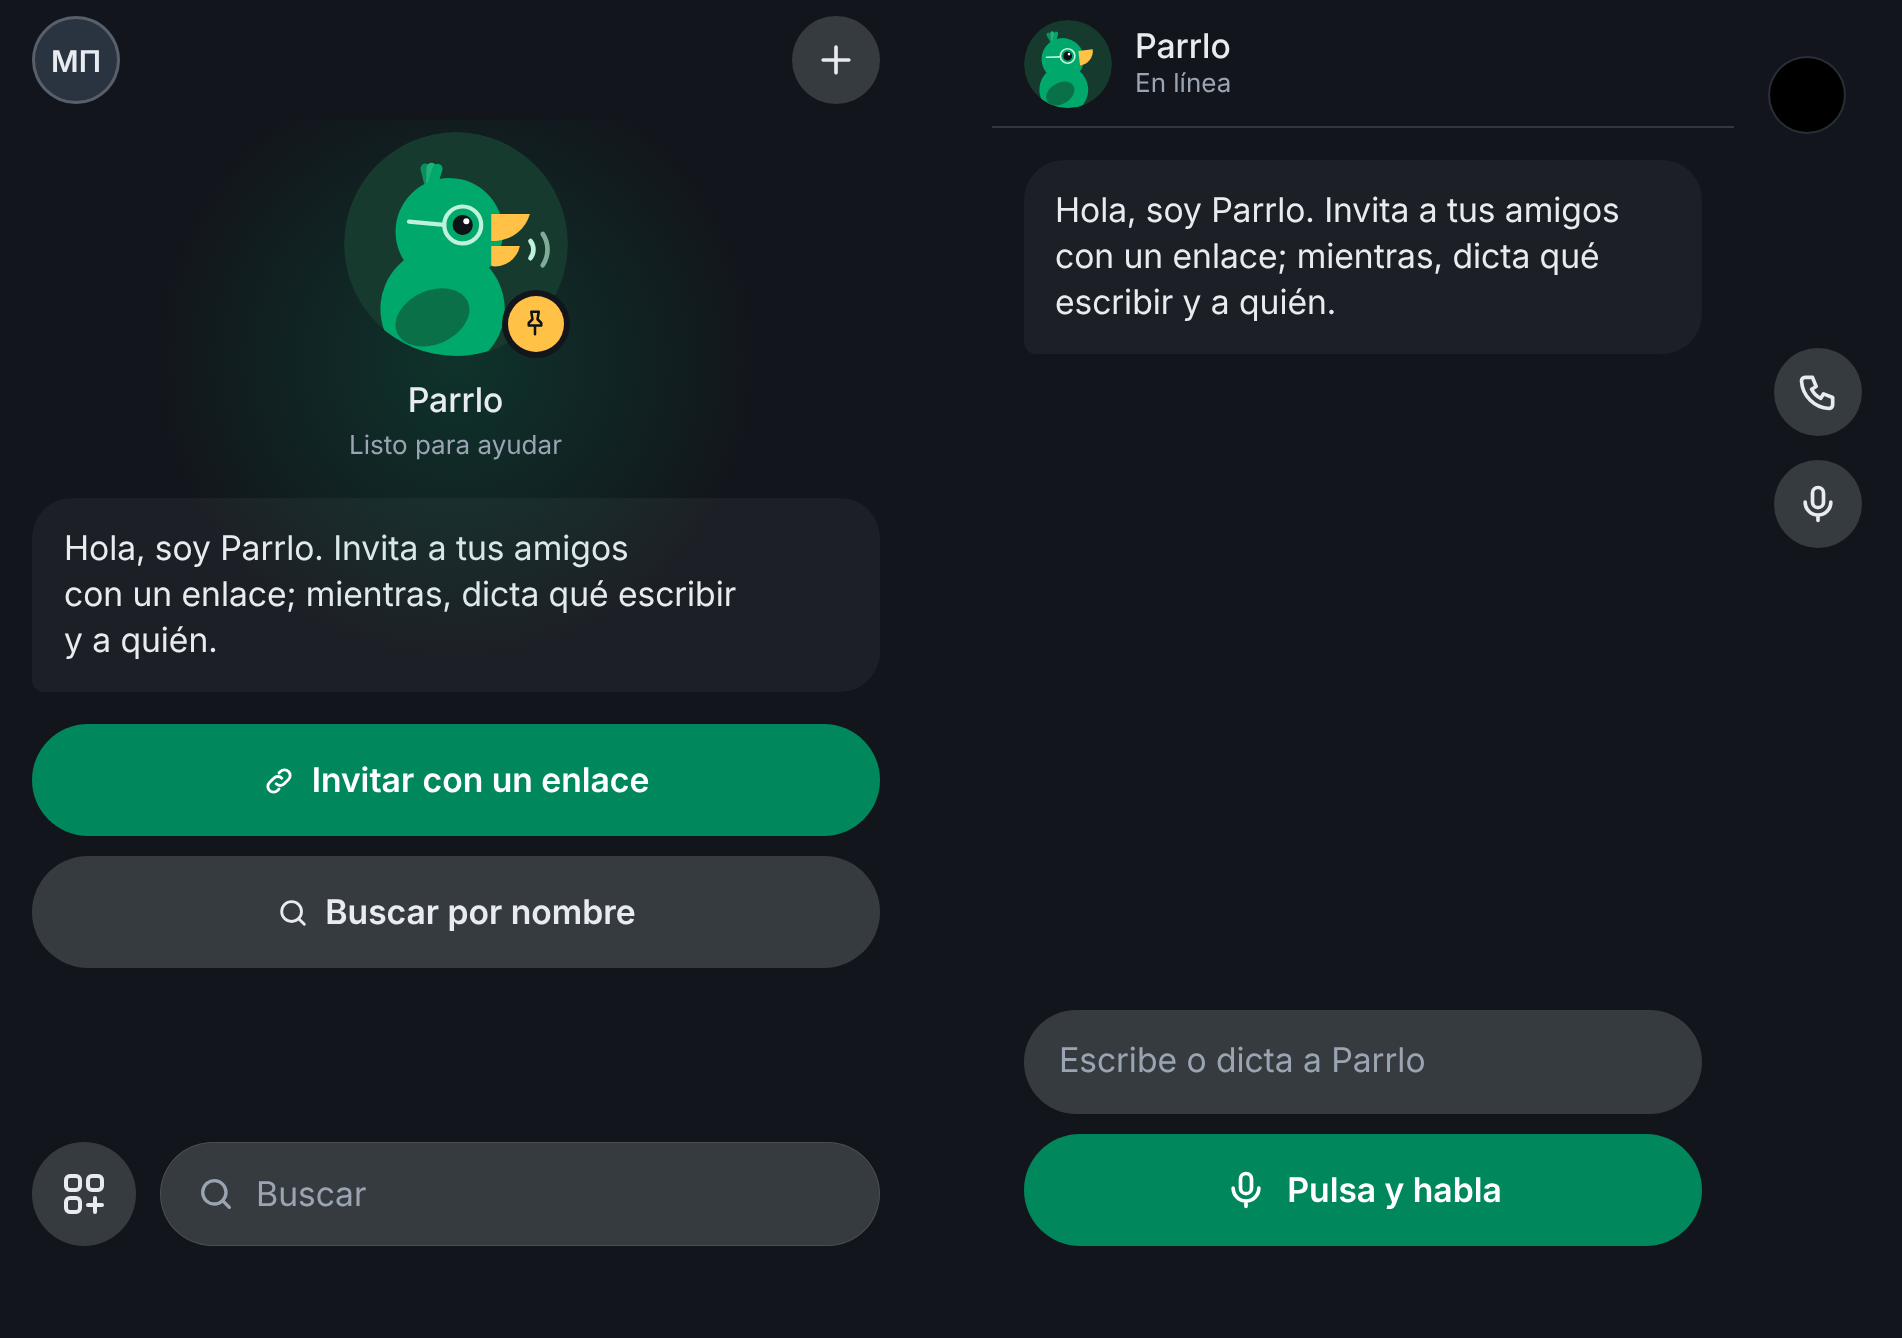 МП
Parrlo
Listo para ayudar
Hola, soy Parrlo. Invita a tus amigos
con un enlace; mientras, dicta qué escribir
y a quién.
Invitar con un enlace
Buscar por nombre
Buscar
Parrlo
En línea
Hola, soy Parrlo. Invita a tus amigos
con un enlace; mientras, dicta qué
escribir y a quién.
Escribe o dicta a Parrlo
Pulsa y habla